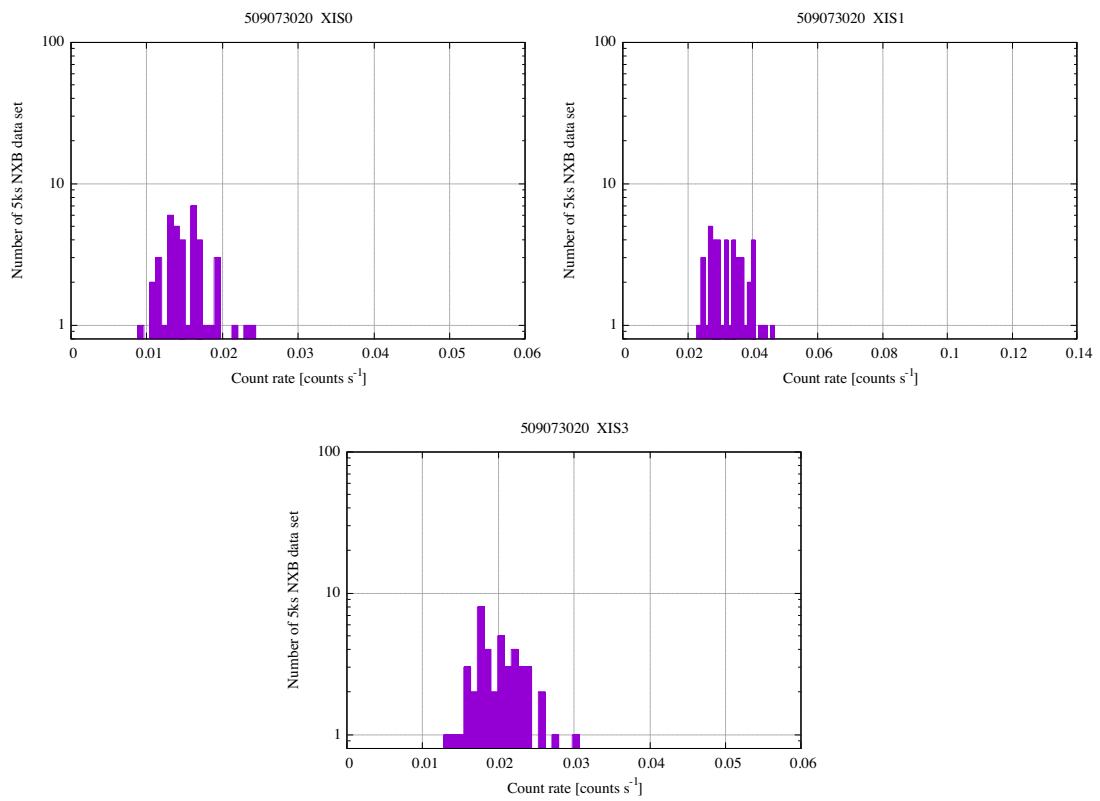 509073020 XIS0
100
10
1
Number of 5ks NXB data set
0 0.01 0.02 0.03 0.04 0.05 0.06
Count rate [counts s⁻¹]
509073020 XIS1
100
10
1
Number of 5ks NXB data set
0 0.02 0.04 0.06 0.08 0.1 0.12 0.14
Count rate [counts s⁻¹]
509073020 XIS3
100
10
1
Number of 5ks NXB data set
0 0.01 0.02 0.03 0.04 0.05 0.06
Count rate [counts s⁻¹]